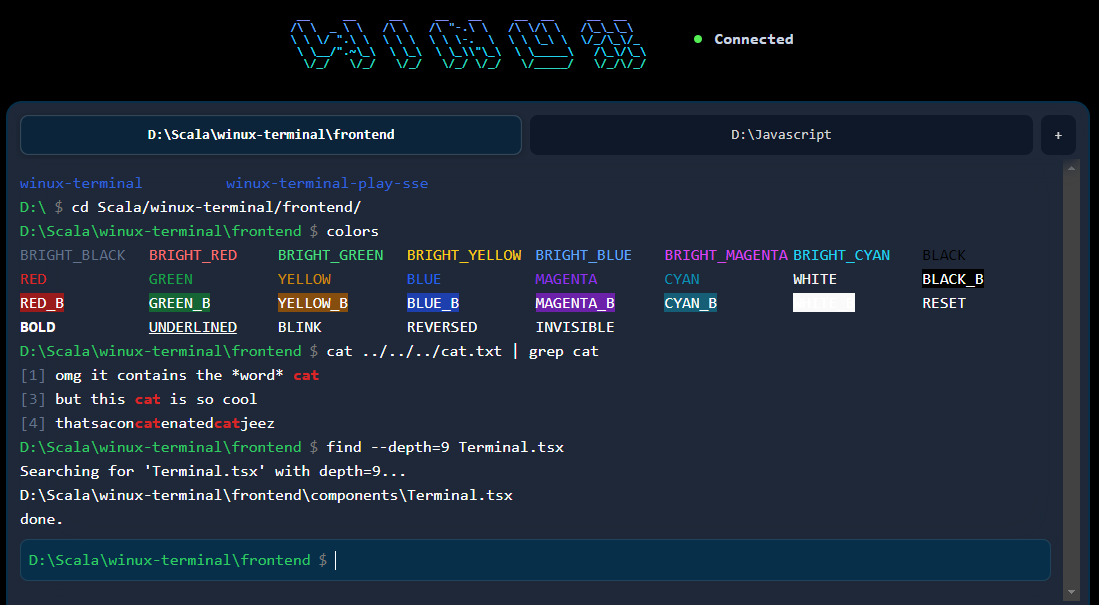 Connected
D:\Scala\winux-terminal\frontend D:\Javascript +
winux-terminal winux-terminal-play-sse
D:\ $ cd Scala/winux-terminal/frontend/
D:\Scala\winux-terminal\frontend $ colors
BRIGHT_BLACK BRIGHT_RED BRIGHT_GREEN BRIGHT_YELLOW BRIGHT_BLUE BRIGHT_MAGENTA BRIGHT_CYAN BLACK
RED GREEN YELLOW BLUE MAGENTA CYAN WHITE BLACK_B
RED_B GREEN_B YELLOW_B BLUE_B MAGENTA_B CYAN_B RESET
BOLD UNDERLINED BLINK REVERSED INVISIBLE
D:\Scala\winux-terminal\frontend $ cat ../../../cat.txt | grep cat
[1] omg it contains the *word* cat
[3] but this cat is so cool
[4] thatsaconcatenatedcatjeez
D:\Scala\winux-terminal\frontend $ find --depth=9 Terminal.tsx
Searching for 'Terminal.tsx' with depth=9...
D:\Scala\winux-terminal\frontend\components\Terminal.tsx
done.
D:\Scala\winux-terminal\frontend $